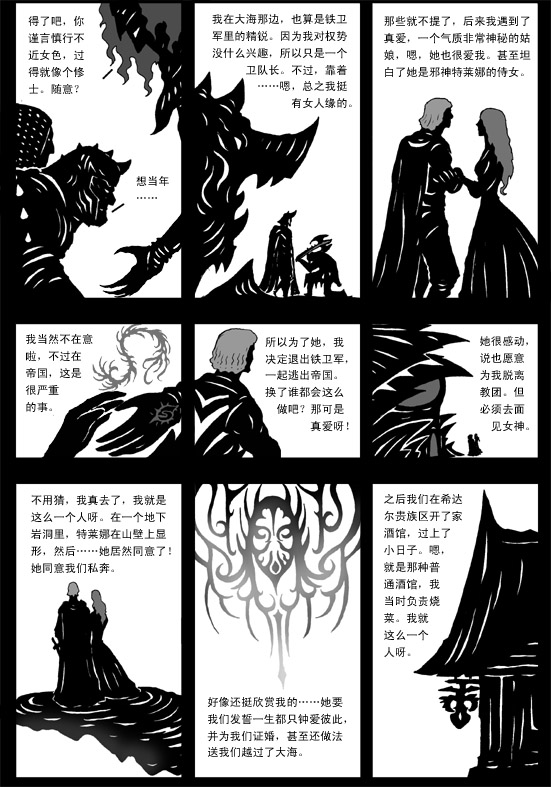 得了吧，你
谨言慎行不
近女色，过
得就像个修
士。随意？
想当年
……
我在大海那边，也算是铁卫
军里的精锐。因为我对权势
没什么兴趣，所以只是一个
卫队长。不过，靠着
……嗯，总之我挺
有女人缘的。
那些就不提了，后来我遇到了
真爱，一个气质非常神秘的姑
娘，嗯，她也很爱我。甚至坦
白了她是邪神特莱娜的侍女。
我当然不在意
啦，不过在
帝国，这是
很严重
的事。
所以为了她，我
决定退出铁卫军，
一起逃出帝国。
换了谁都会这么
做吧？那可是
真爱呀！
她很感动，
说也愿意
为我脱离
教团。但
必须去面
见女神。
不用猜，我真去了，我就是
这么一个人呀。在一个地下
岩洞里，特莱娜在山壁上显
形，然后……她居然同意了！
她同意我们私奔。
好像还挺欣赏我的……她要
我们发誓一生都只钟爱彼此，
并为我们证婚，甚至还做法
送我们越过了大海。
之后我们在希达
尔贵族区开了家
酒馆，过上了
小日子。嗯，
就是那种普
通酒馆，我
当时负责烧
菜。我就
这么一个
人呀。